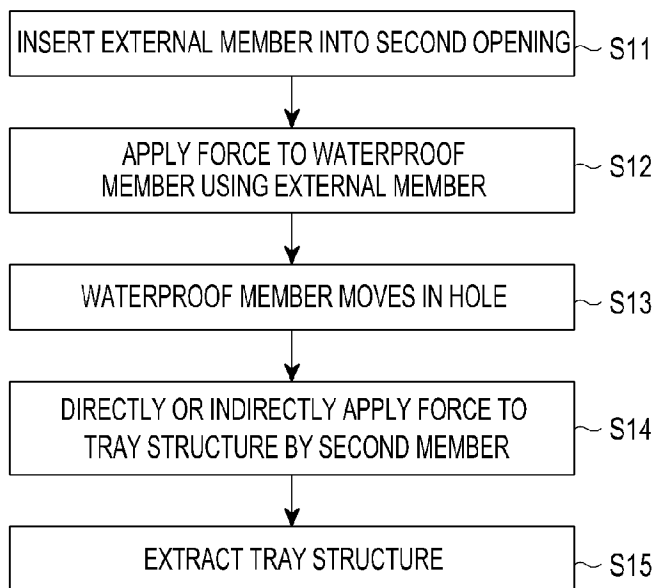 INSERT EXTERNAL MEMBER INTO SECOND OPENING
S11
APPLY FORCE TO WATERPROOF
MEMBER USING EXTERNAL MEMBER
S12
WATERPROOF MEMBER MOVES IN HOLE
S13
DIRECTLY OR INDIRECTLY APPLY FORCE TO
TRAY STRUCTURE BY SECOND MEMBER
S14
EXTRACT TRAY STRUCTURE
S15